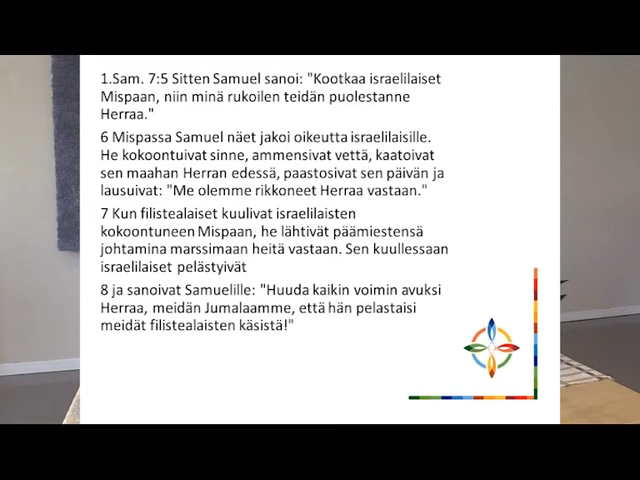 1.Sam. 7:5 Sitten Samuel sanoi: "Kootkaa israelilaiset
Mispaan, niin minä rukoilen teidän puolestanne
Herraa."
6 Mispassa Samuel näet jakoi oikeutta israelilaisille.
He kokoontuivat sinne, ammensivat vettä, kaatoivat
sen maahan Herran edessä, paastosivat sen päivän ja
lausuivat: "Me olemme rikkoneet Herraa vastaan."
7 Kun filistealaiset kuulivat israelilaisten
kokoontuneen Mispaan, he lähtivät päämiestensä
johtamina marssimaan heitä vastaan. Sen kuullessaan
israelilaiset pelästyivät
8 ja sanoivat Samuelille: "Huuda kaikin voimin avuksi
Herraa, meidän Jumalaamme, että hän pelastaisi
meidät filistealaisten käsistä!"